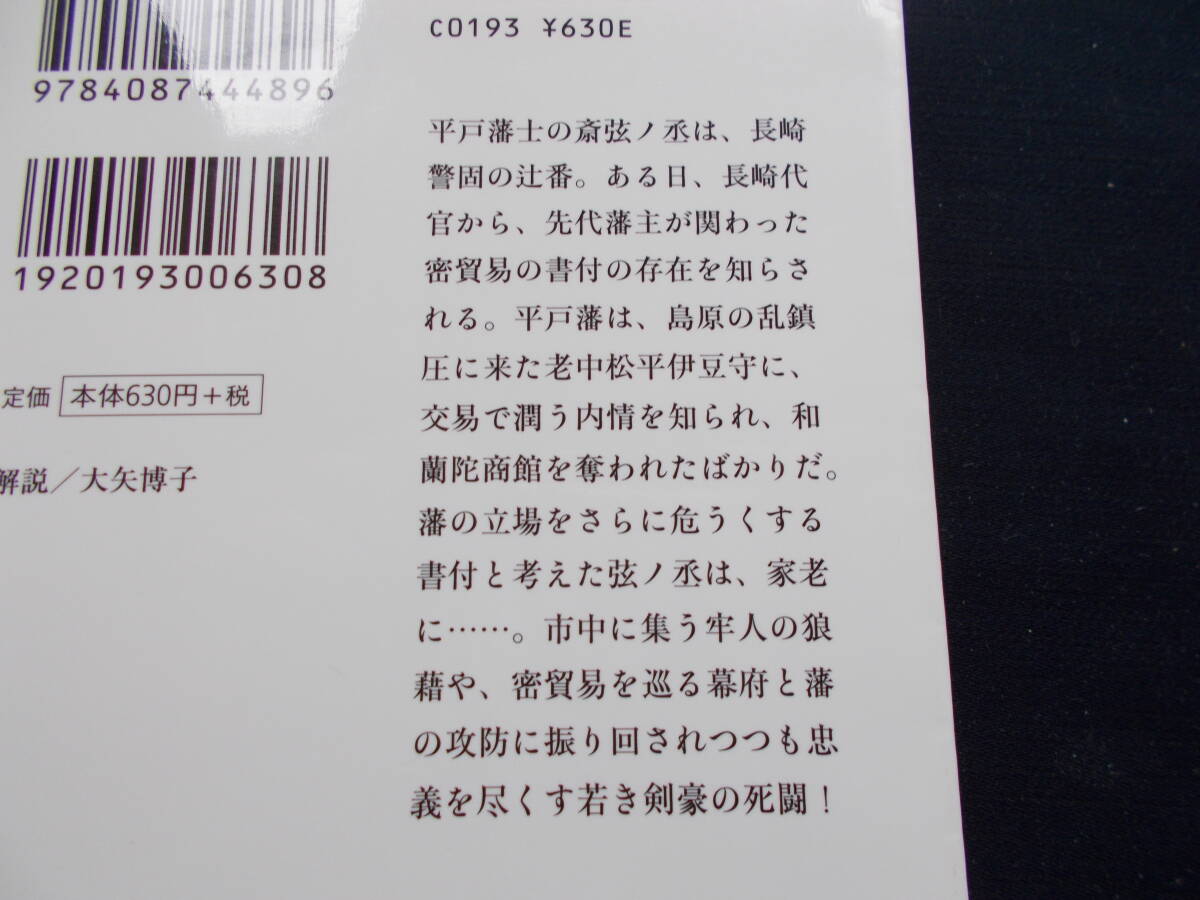 C0193 ¥630E
9784087444896
1920193006308
定価 本体630円+税
解説／大矢博子
平戸藩士の斎弦ノ丞は、長崎
警固の辻番。ある日、長崎代
官から、先代藩主が関わった
密貿易の書付の存在を知らさ
れる。平戸藩は、島原の乱鎮
圧に来た老中松平伊豆守に、
交易で潤う内情を知られ、和
蘭陀商館を奪われたばかりだ。
藩の立場をさらに危うくする
書付と考えた弦ノ丞は、家老
に……。市中に集う牢人の狼
藉や、密貿易を巡る幕府と藩
の攻防に振り回されつつも忠
義を尽くす若き剣豪の死闘！